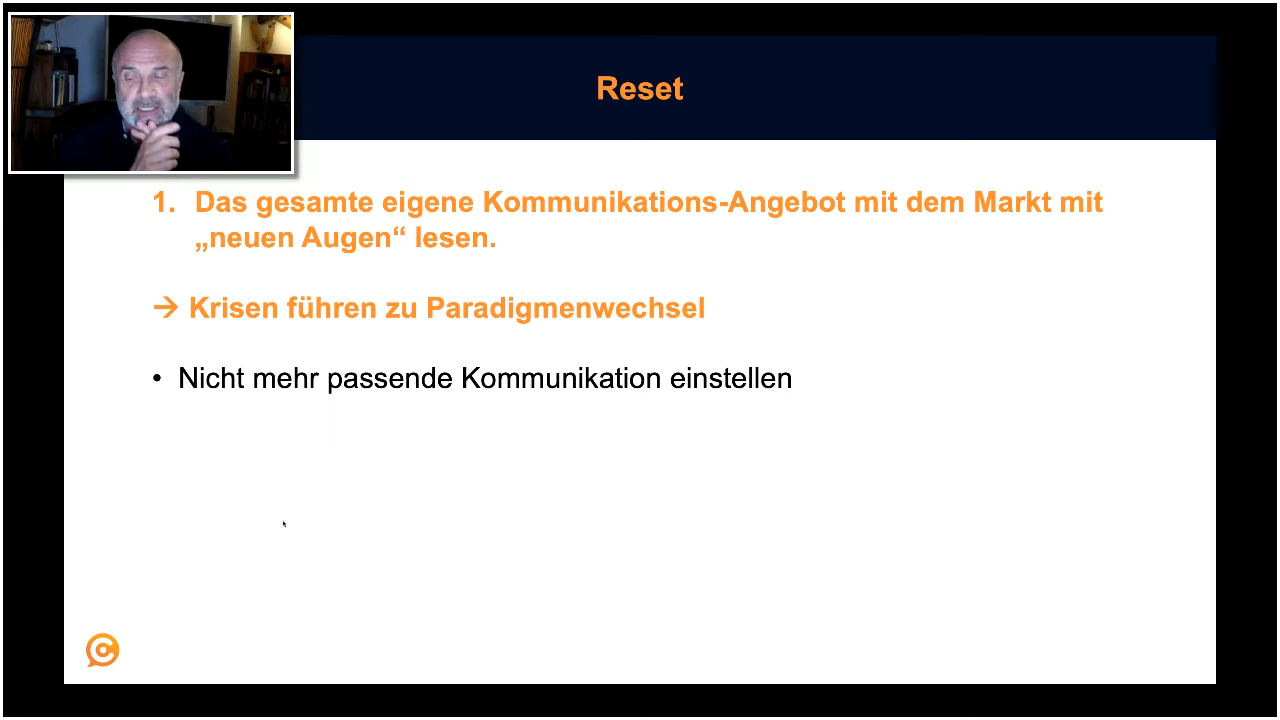 Reset
1. Das gesamte eigene Kommunikations-Angebot mit dem Markt mit
„neuen Augen“ lesen.
→ Krisen führen zu Paradigmenwechsel
• Nicht mehr passende Kommunikation einstellen